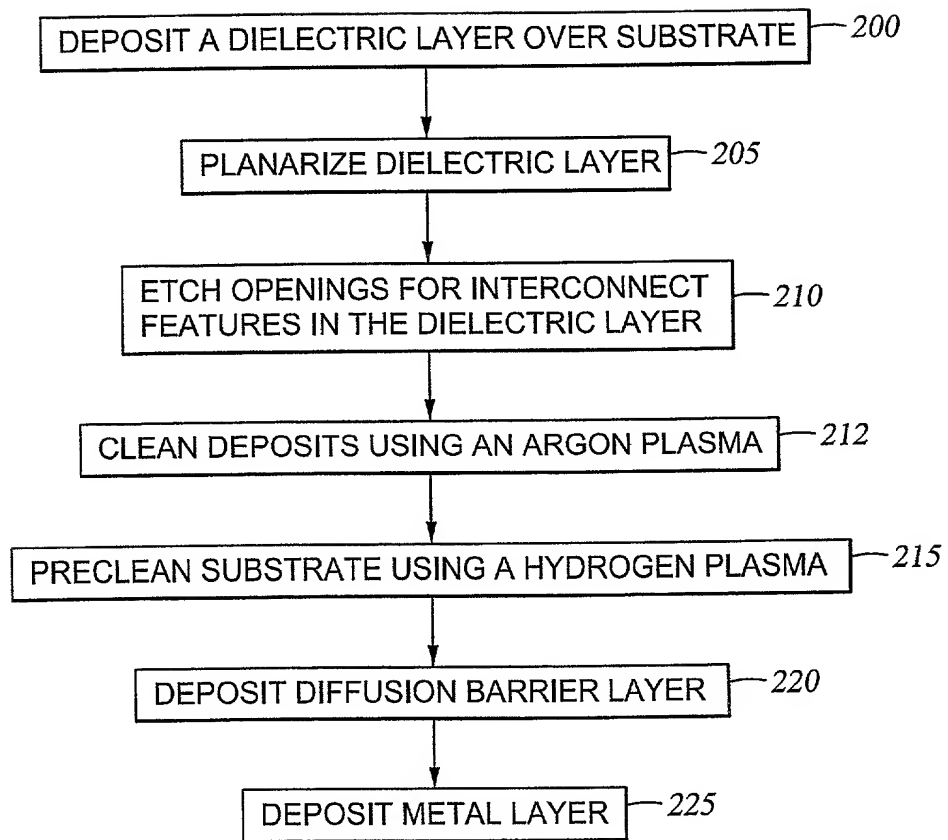 DEPOSIT A DIELECTRIC LAYER OVER SUBSTRATE 200
PLANARIZE DIELECTRIC LAYER 205
ETCH OPENINGS FOR INTERCONNECT
FEATURES IN THE DIELECTRIC LAYER 210
CLEAN DEPOSITS USING AN ARGON PLASMA 212
PRECLEAN SUBSTRATE USING A HYDROGEN PLASMA 215
DEPOSIT DIFFUSION BARRIER LAYER 220
DEPOSIT METAL LAYER 225